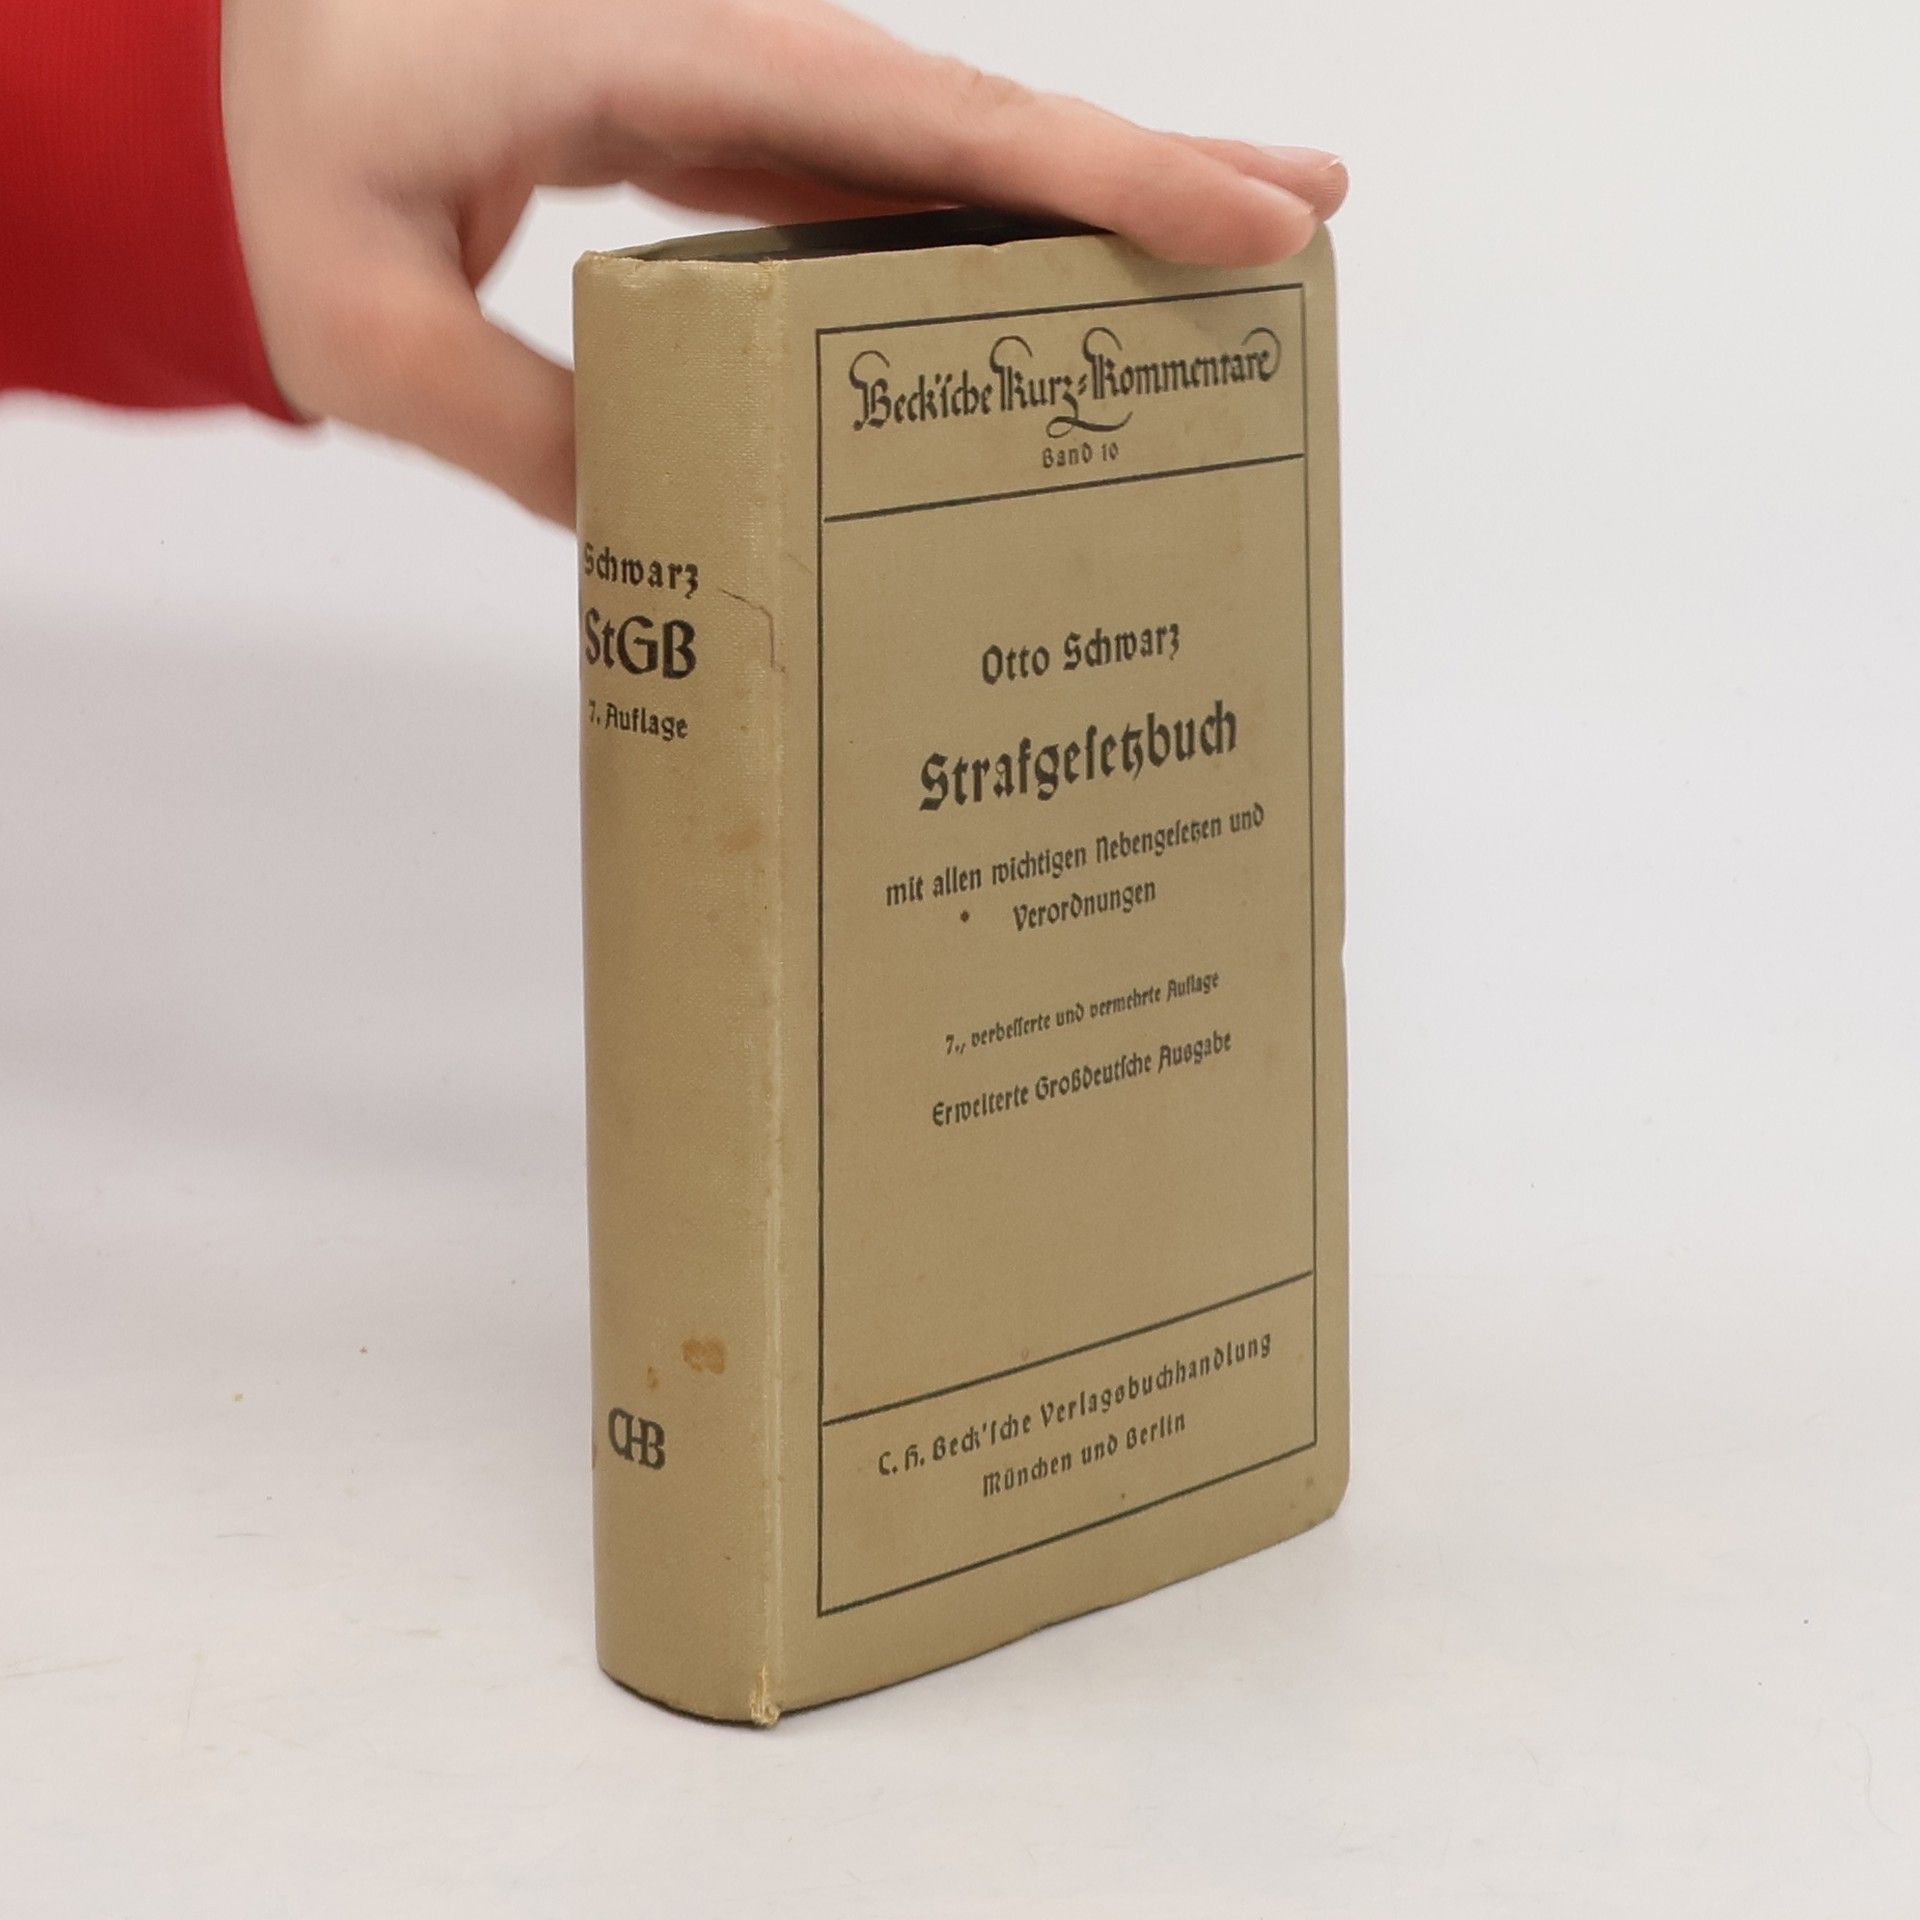 Schwarz
StGB
7. Auflage
CHB
Beck'sche Kurz-Kommentare
Band 10
Otto Schwarz
Strafgesetzbuch
mit allen wichtigen Nebengesetzen und
Verordnungen
7., verbesserte und vermehrte Auflage
Erweiterte Großdeutsche Ausgabe
C. H. Beck'sche Verlagsbuchhandlung
München und Berlin